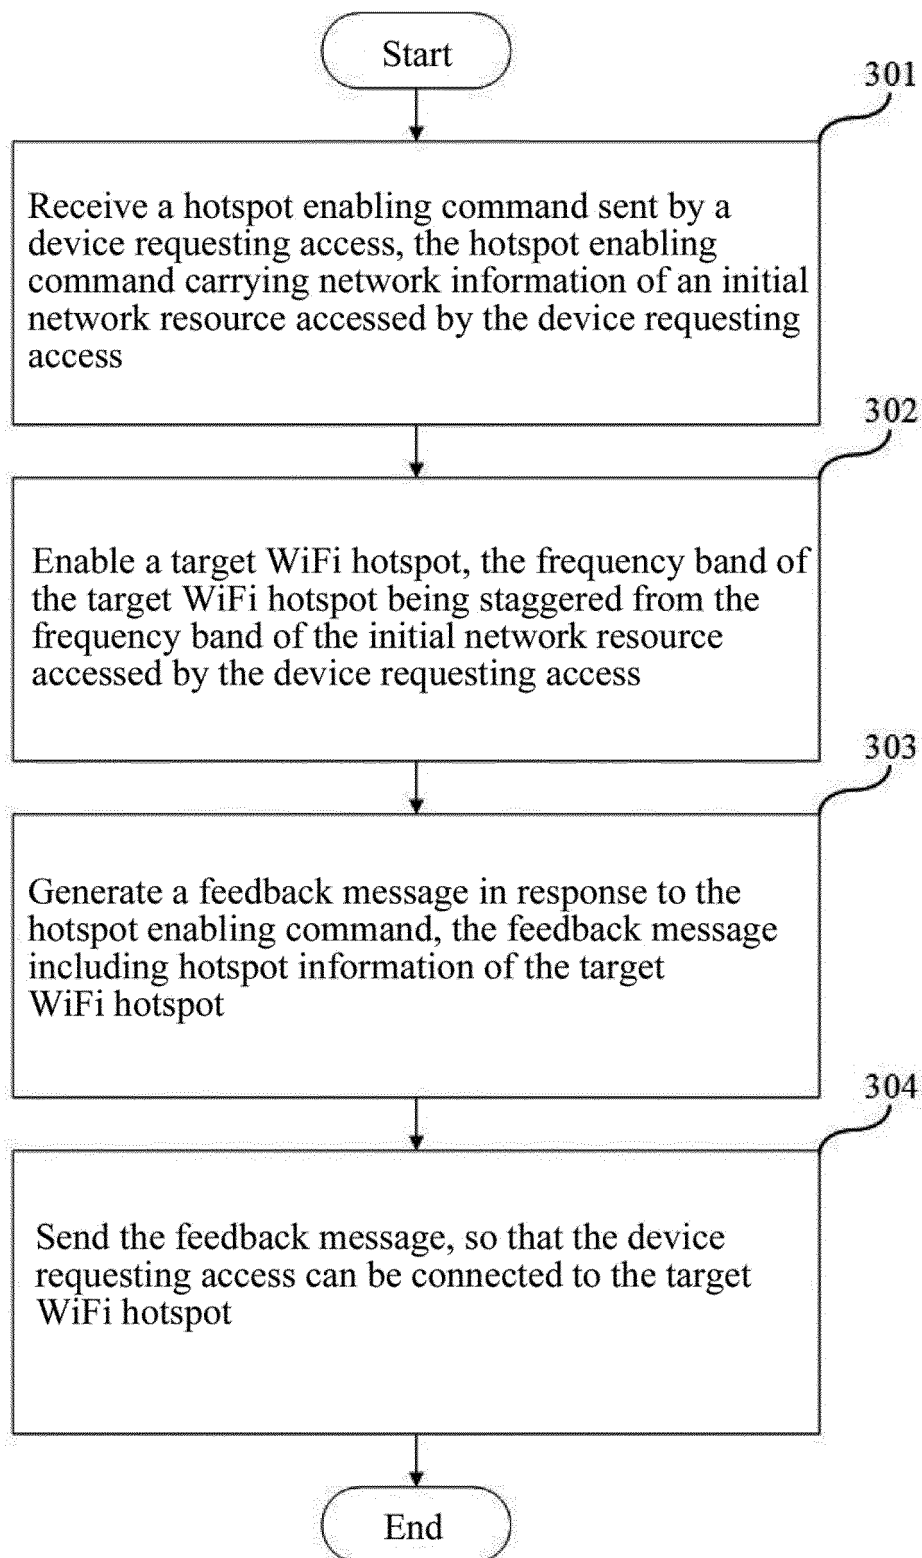 Start
301
Receive a hotspot enabling command sent by a
device requesting access, the hotspot enabling
command carrying network information of an initial
network resource accessed by the device requesting
access
302
Enable a target WiFi hotspot, the frequency band of
the target WiFi hotspot being staggered from the
frequency band of the initial network resource
accessed by the device requesting access
303
Generate a feedback message in response to the
hotspot enabling command, the feedback message
including hotspot information of the target
WiFi hotspot
304
Send the feedback message, so that the device
requesting access can be connected to the target
WiFi hotspot
End